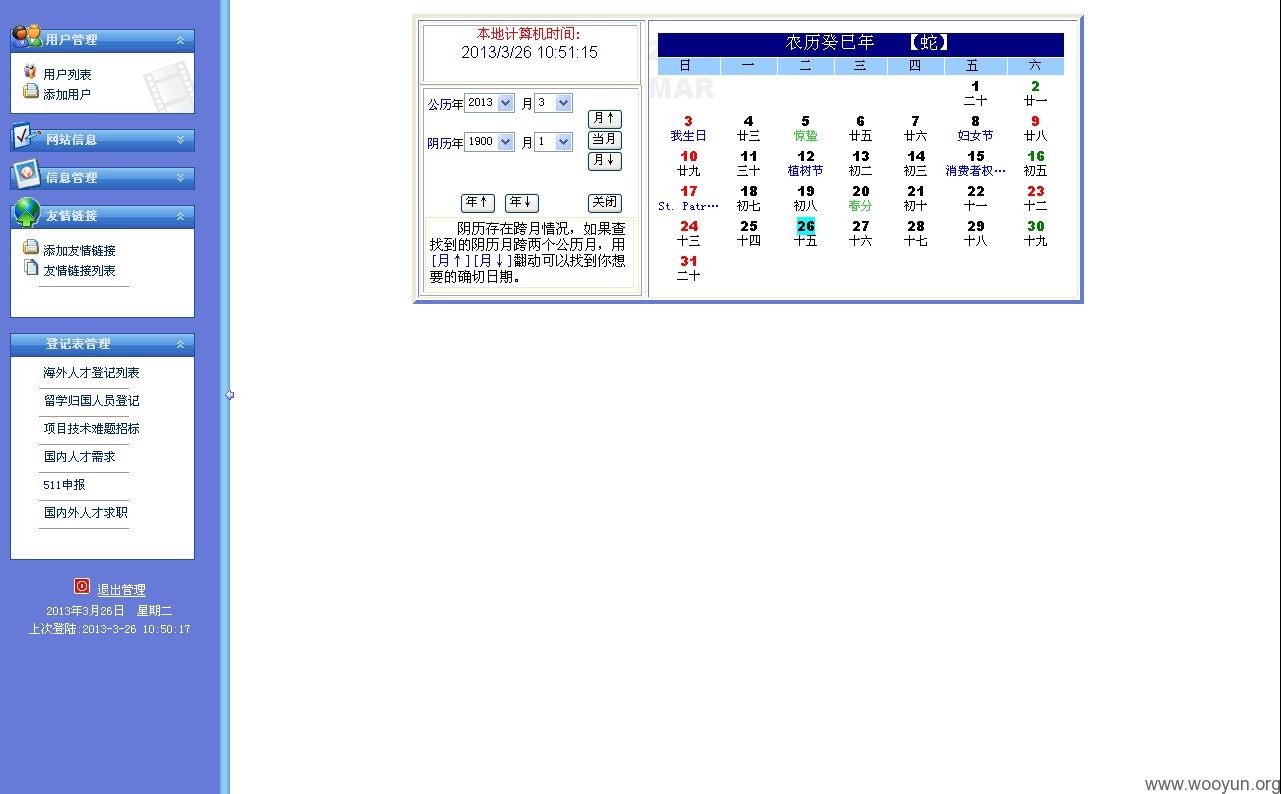 用户管理
用户列表
添加用户
网站信息
信息管理
友情链接
添加友情链接
友情链接列表
登记表管理
海外人才登记列表
留学归国人员登记
项目技术难题招标
国内人才需求
511申报
国内外人才求职
退出管理
2013年3月26日 星期二
上次登陆:2013-3-26 10:50:17
本地计算机时间:
2013/3/26 10:51:15
公历年 2013 月 3
月↑
当月
阴历年 1900 月 1
月↓
年↑ 年↓ 关闭
阴历存在跨月情况, 如果查
找到的阴历月跨两个公历月, 用
[月↑][月↓]翻动可以找到你想
要的确切日期。
农历癸巳年 【蛇】
日 一 二 三 四 五 六
MAR
1 2
二十 廿一
3 4 5 6 7 8 9
我生日 廿三 惊蛰 廿五 廿六 妇女节 廿八
10 11 12 13 14 15 16
廿九 三十 植树节 初二 初三 消费者权… 初五
17 18 19 20 21 22 23
St. Patr… 初七 初八 春分 初十 十一 十二
24 25 26 27 28 29 30
十三 十四 十五 十六 十七 十八 十九
31
二十
www.wooyun.org